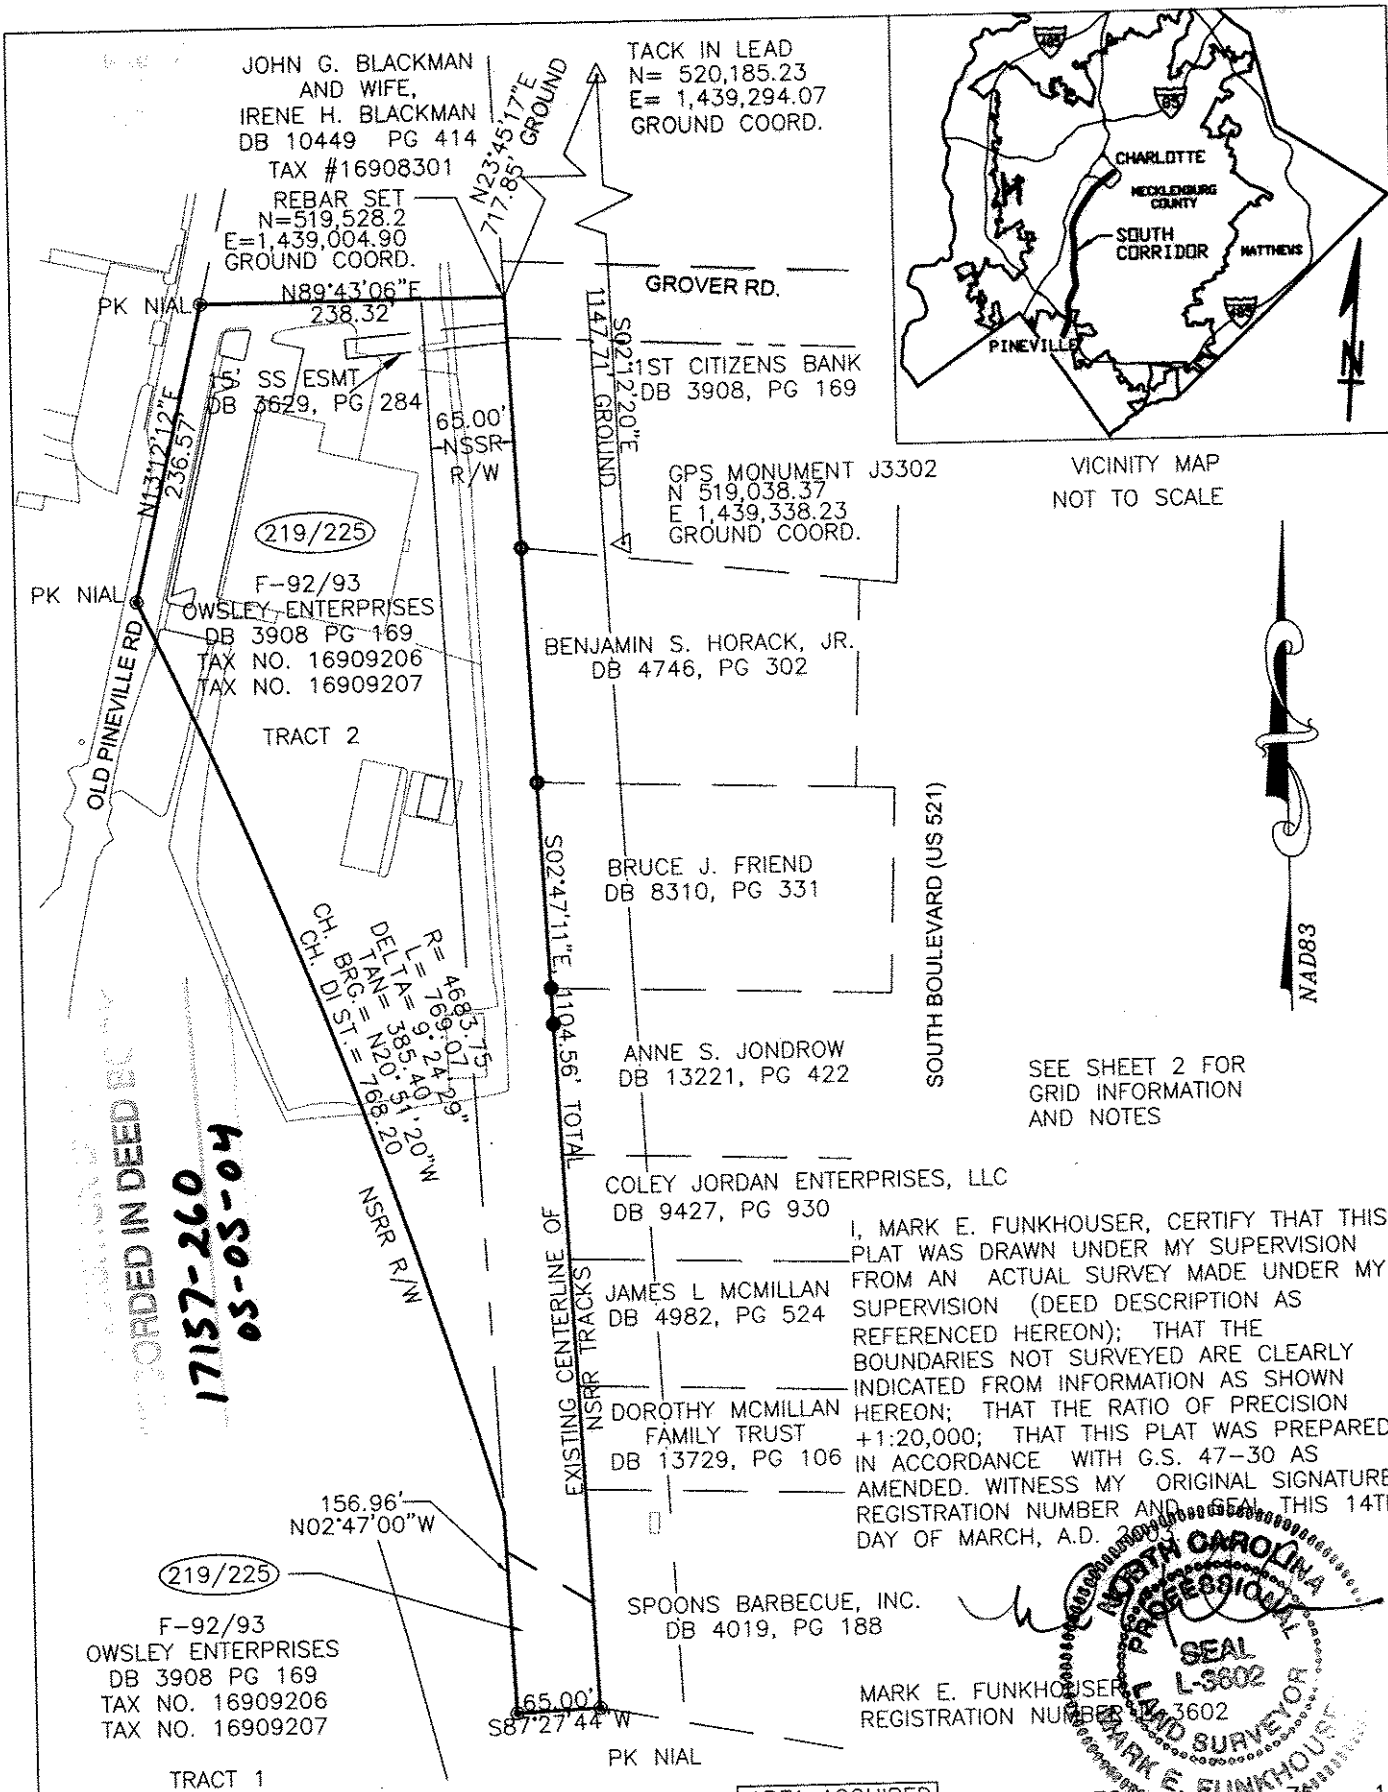 JOHN G. BLACKMAN
AND WIFE,
IRENE H. BLACKMAN
DB 10449 PG 414
TAX #16908301
REBAR SET
N=519,528.2
E=1,439,004.90
GROUND COORD.
N23°45'17"E
717.85' GROUND
TACK IN LEAD
N= 520,185.23
E= 1,439,294.07
GROUND COORD.
485
85
CHARLOTTE
MECKLENBURG
COUNTY
SOUTH
CORRIDOR
MATTHEWS
485
PINEVILLE
N
VICINITY MAP
NOT TO SCALE
PK NIAL
N89°43'06"E
238.32'
GROVER RD.
S02°12'20"E
1147.71' GROUND
1ST CITIZENS BANK
DB 3908, PG 169
15' SS ESMT
DB 3629, PG 284
65.00'
NSSR
R/W
N13°12'12"E
236.57'
GPS MONUMENT J3302
N 519,038.37
E 1,439,338.23
GROUND COORD.
219/225
F-92/93
OWSLEY ENTERPRISES
DB 3908 PG 169
TAX NO. 16909206
TAX NO. 16909207
TRACT 2
PK NIAL
OLD PINEVILLE RD
BENJAMIN S. HORACK, JR.
DB 4746, PG 302
BRUCE J. FRIEND
DB 8310, PG 331
SOUTH BOULEVARD (US 521)
NAD83
S02°47'11"E, 1104.56' TOTAL
R= 4683.75
L= 769.07
DELTA= 9°24'29"
TAN= 385.40
CH. BRG.= N20°51'20"W
CH. DIST.= 768.20
ANNE S. JONDROW
DB 13221, PG 422
SEE SHEET 2 FOR
GRID INFORMATION
AND NOTES
ORDED IN DEED
17157-260
05-05-04
NSRR R/W
COLEY JORDAN ENTERPRISES, LLC
DB 9427, PG 930
JAMES L MCMILLAN
DB 4982, PG 524
EXISTING CENTERLINE OF
NSRR TRACKS
DOROTHY MCMILLAN
FAMILY TRUST
DB 13729, PG 106
I, MARK E. FUNKHOUSER, CERTIFY THAT THIS
PLAT WAS DRAWN UNDER MY SUPERVISION
FROM AN ACTUAL SURVEY MADE UNDER MY
SUPERVISION (DEED DESCRIPTION AS
REFERENCED HEREON); THAT THE
BOUNDARIES NOT SURVEYED ARE CLEARLY
INDICATED FROM INFORMATION AS SHOWN
HEREON; THAT THE RATIO OF PRECISION
+1:20,000; THAT THIS PLAT WAS PREPARED
IN ACCORDANCE WITH G.S. 47-30 AS
AMENDED. WITNESS MY ORIGINAL SIGNATURE
REGISTRATION NUMBER AND SEAL THIS 14TH
DAY OF MARCH, A.D. 2003.
156.96'
N02°47'00"W
219/225
F-92/93
OWSLEY ENTERPRISES
DB 3908 PG 169
TAX NO. 16909206
TAX NO. 16909207
TRACT 1
65.00'
S87°27'44"W
PK NIAL
SPOONS BARBECUE, INC.
DB 4019, PG 188
MARK E. FUNKHOUSER
REGISTRATION NUMBER 3602
NORTH CAROLINA
PROFESSIONAL
SEAL
L-3602
LAND SURVEYOR
MARK E. FUNKHOUSER